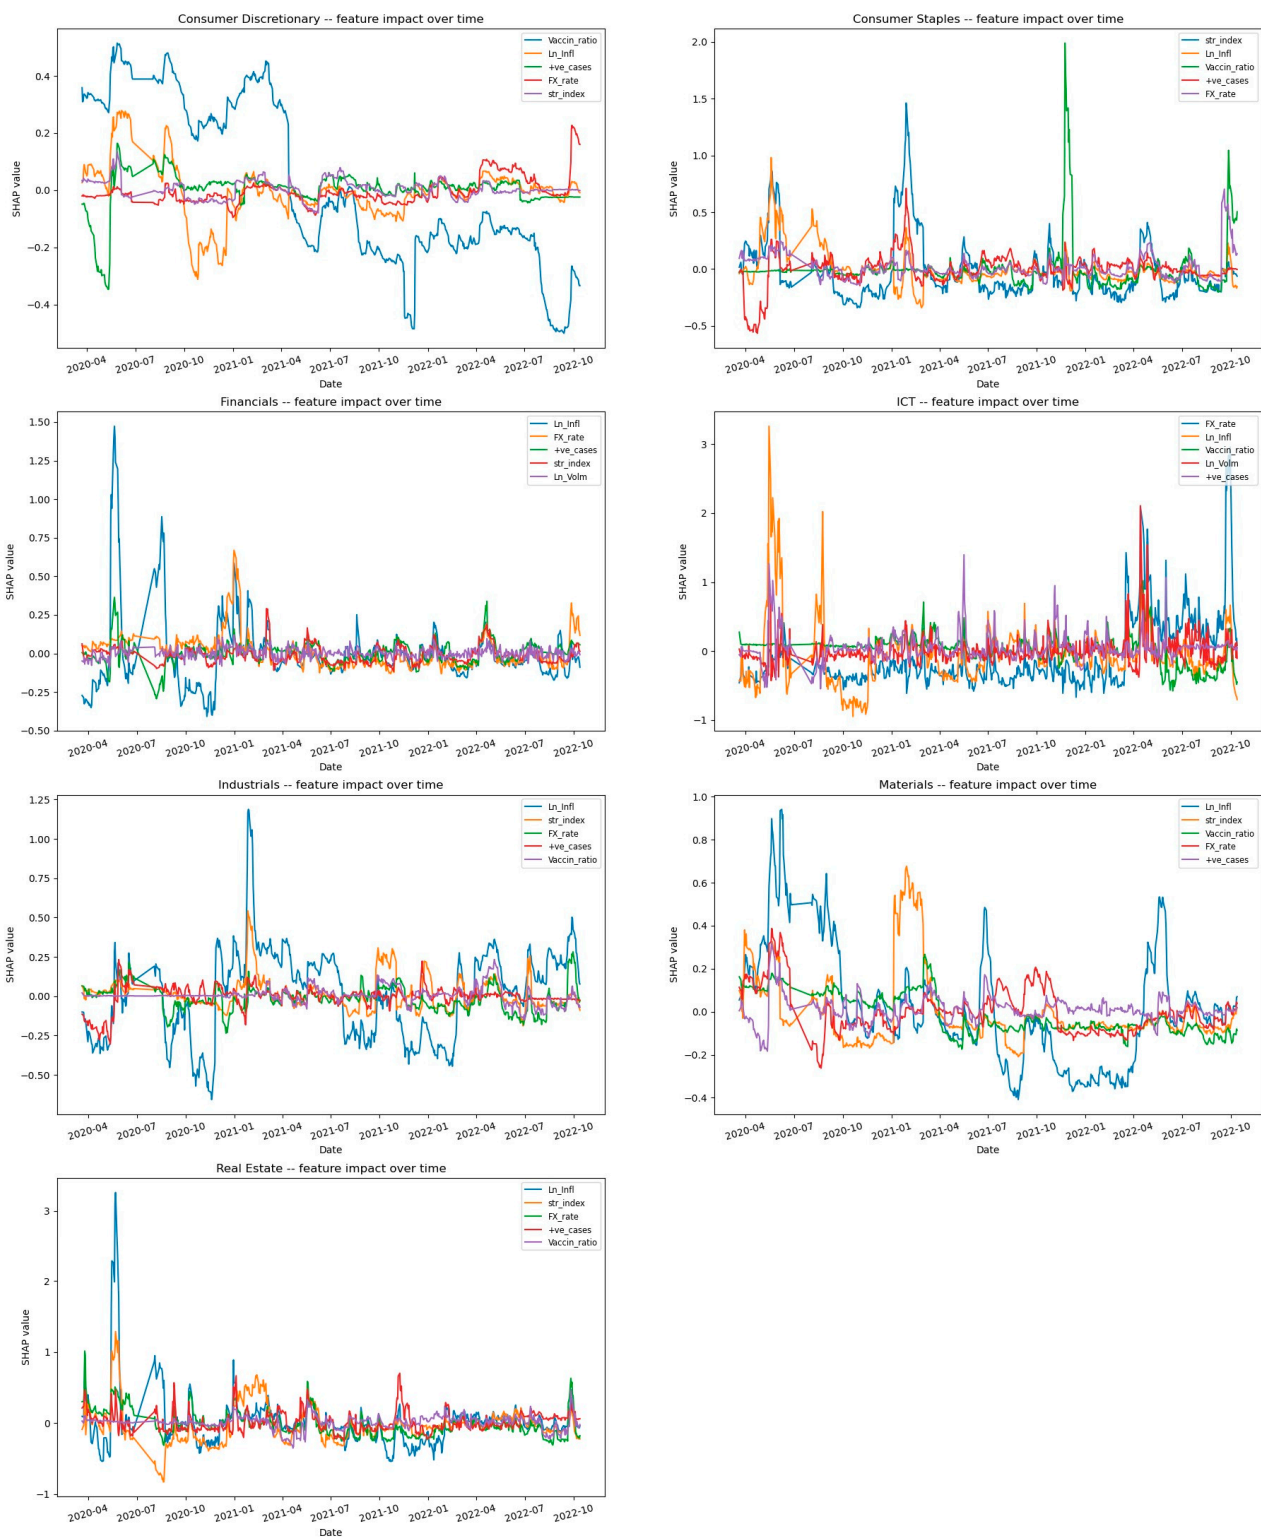 Consumer Discretionary -- feature impact over time
Vaccin_ratio
Ln_Infl
+ve_cases
FX_rate
str_index
SHAP value
0.4
0.2
0.0
−0.2
−0.4
2020-04 2020-07 2020-10 2021-01 2021-04 2021-07 2021-10 2022-01 2022-04 2022-07 2022-10
Date
Consumer Staples -- feature impact over time
str_index
Ln_Infl
Vaccin_ratio
+ve_cases
FX_rate
SHAP value
2.0
1.5
1.0
0.5
0.0
−0.5
2020-04 2020-07 2020-10 2021-01 2021-04 2021-07 2021-10 2022-01 2022-04 2022-07 2022-10
Date
Financials -- feature impact over time
Ln_Infl
FX_rate
+ve_cases
str_index
Ln_Volm
SHAP value
1.50
1.25
1.00
0.75
0.50
0.25
0.00
−0.25
−0.50
2020-04 2020-07 2020-10 2021-01 2021-04 2021-07 2021-10 2022-01 2022-04 2022-07 2022-10
Date
ICT -- feature impact over time
FX_rate
Ln_Infl
Vaccin_ratio
Ln_Volm
+ve_cases
SHAP value
3
2
1
0
−1
2020-04 2020-07 2020-10 2021-01 2021-04 2021-07 2021-10 2022-01 2022-04 2022-07 2022-10
Date
Industrials -- feature impact over time
Ln_Infl
str_index
FX_rate
+ve_cases
Vaccin_ratio
SHAP value
1.25
1.00
0.75
0.50
0.25
0.00
−0.25
−0.50
2020-04 2020-07 2020-10 2021-01 2021-04 2021-07 2021-10 2022-01 2022-04 2022-07 2022-10
Date
Materials -- feature impact over time
Ln_Infl
str_index
Vaccin_ratio
FX_rate
+ve_cases
SHAP value
1.0
0.8
0.6
0.4
0.2
0.0
−0.2
−0.4
2020-04 2020-07 2020-10 2021-01 2021-04 2021-07 2021-10 2022-01 2022-04 2022-07 2022-10
Date
Real Estate -- feature impact over time
Ln_Infl
str_index
FX_rate
+ve_cases
Vaccin_ratio
SHAP value
3
2
1
0
−1
2020-04 2020-07 2020-10 2021-01 2021-04 2021-07 2021-10 2022-01 2022-04 2022-07 2022-10
Date